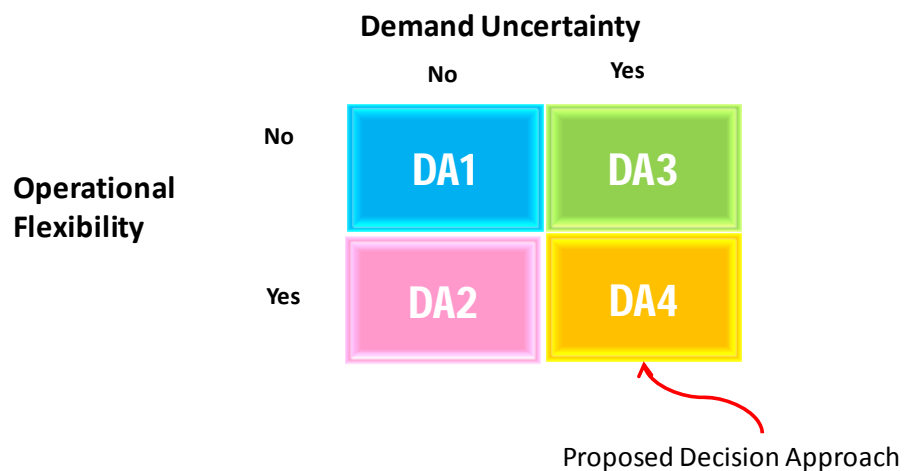 Demand Uncertainty
No
Yes
No
DA1
DA3
Operational
Flexibility
Yes
DA2
DA4
Proposed Decision Approach